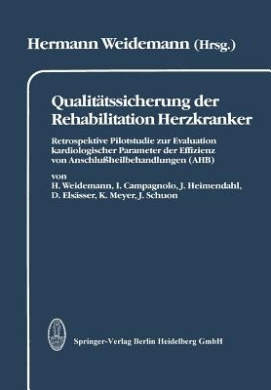 Hermann Weidemann (Hrsg.)
Qualitätssicherung der
Rehabilitation Herzkranker
Retrospektive Pilotstudie zur Evaluation
kardiologischer Parameter der Effizienz
von Anschlußheilbehandlungen (AHB)
von
H. Weidemann, I. Campagnolo, J. Heimendahl,
D. Elsässer, K. Meyer, J. Schuon
Springer-Verlag Berlin Heidelberg GmbH